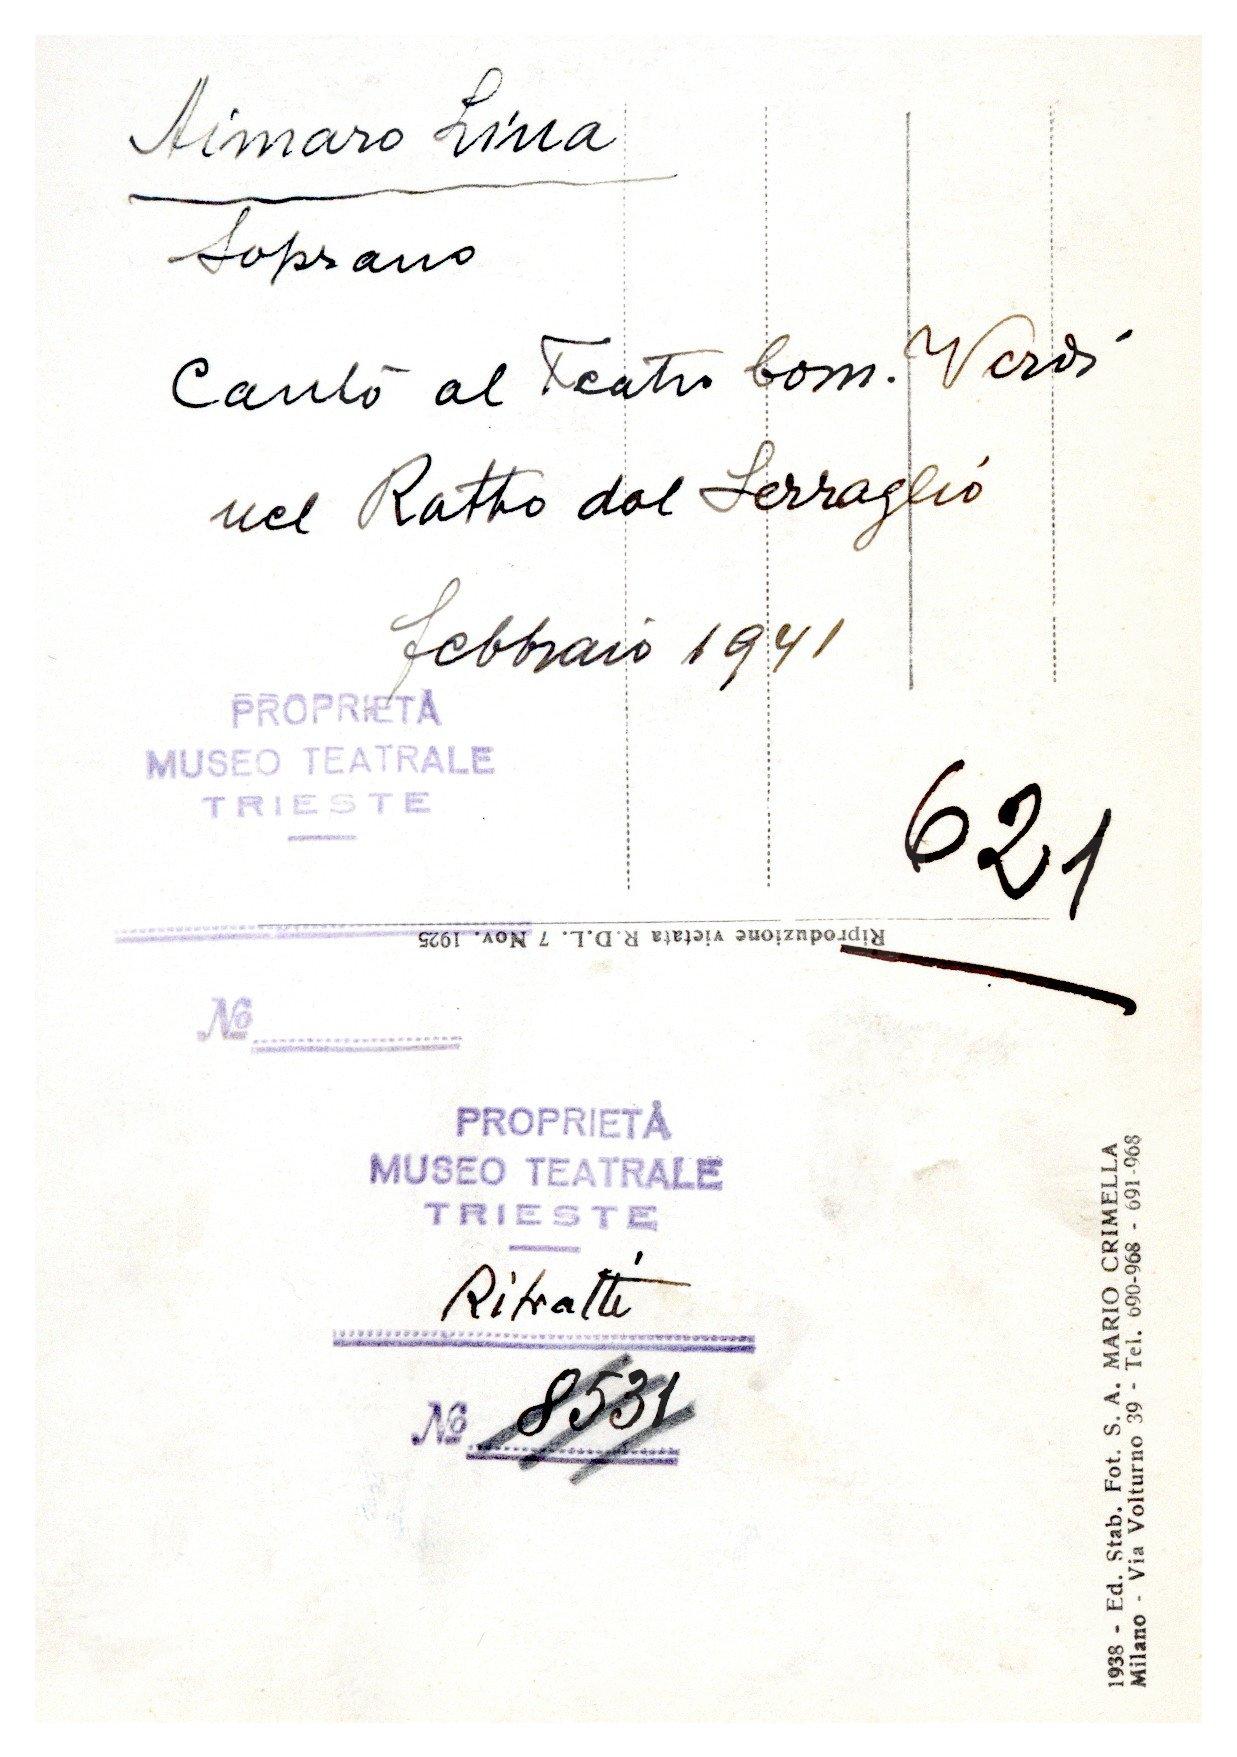 Aimaro Lina
Soprano
Cantò al Teatro Com. Verdi
nel Ratto dal Serraglio
febbraio 1941
PROPRIETÀ
MUSEO TEATRALE
TRIESTE
621
Riproduzione vietata R.D.L. 7 Nov. 1925
No
PROPRIETÀ
MUSEO TEATRALE
TRIESTE
Ritratti
No 8531
1938 - Ed. Stab. Fot. S. A. MARIO CRIMELLA
Milano - Via Volturno 39 - Tel. 690-968 - 691-968